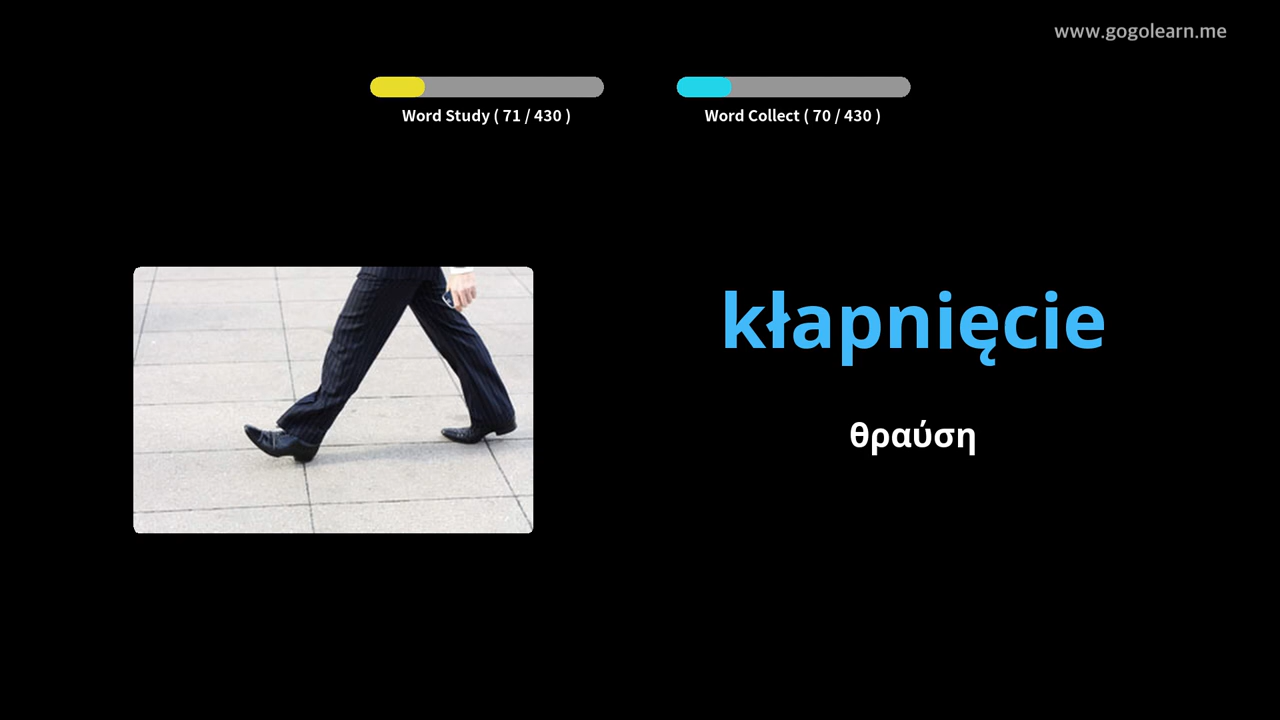 www.gogolearn.me
Word Study ( 71 / 430 )
Word Collect ( 70 / 430 )
kłapnięcie
θραύση